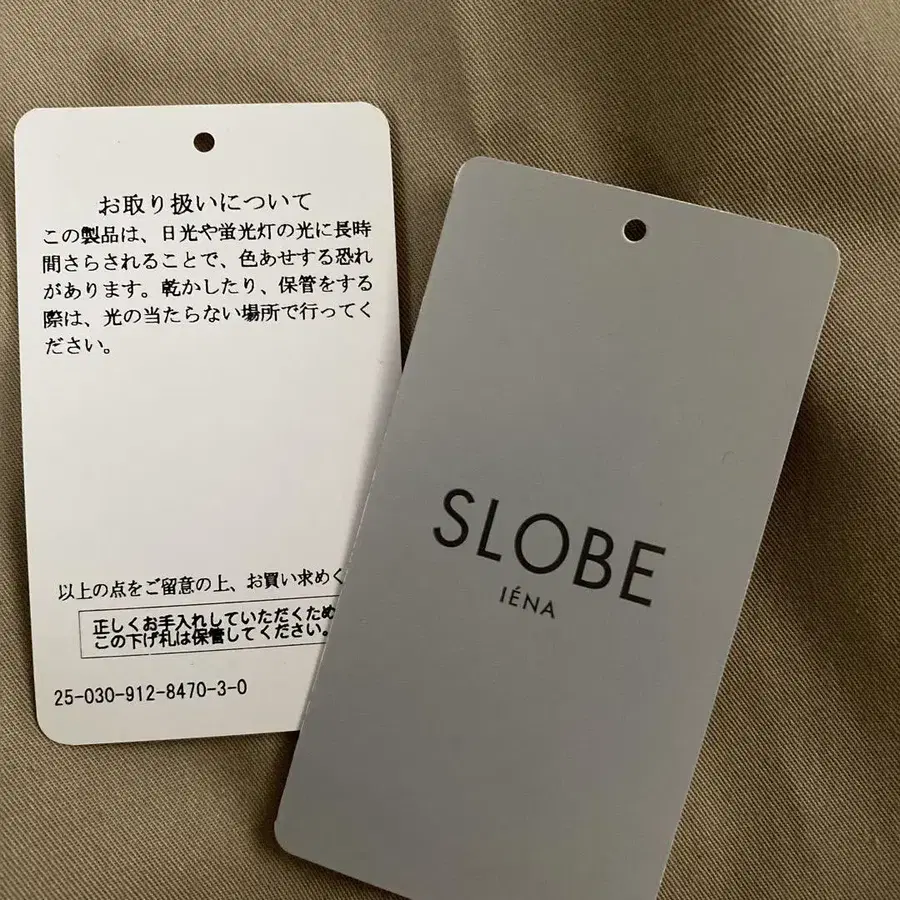 お取り扱いについて
この製品は、日光や蛍光灯の光に長時
間さらされることで、色あせする恐れ
があります。乾かしたり、保管をする
際は、光の当たらない場所で行ってく
ださい。
以上の点をご留意の上、お買い求めく
正しくお手入れしていただくため
この下げ札は保管してください。
25-030-912-8470-3-0
SLOBE
IÉNA